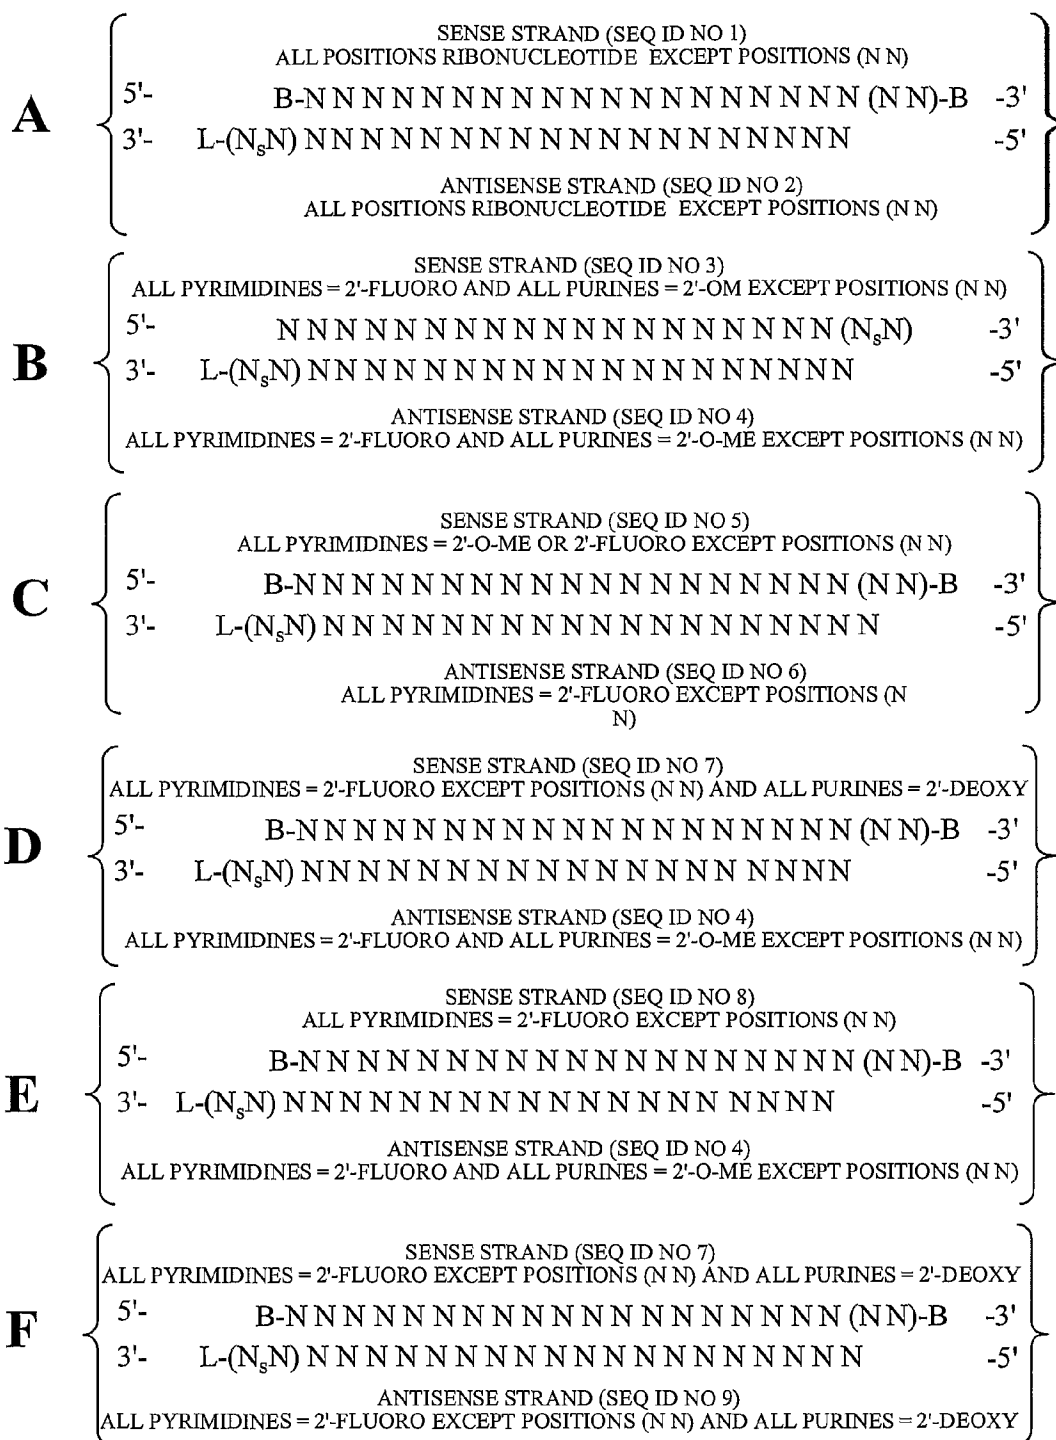 A
SENSE STRAND (SEQ ID NO 1)
ALL POSITIONS RIBONUCLEOTIDE EXCEPT POSITIONS (N N)
5'- B-N N N N N N N N N N N N N N N N N N N (N N)-B -3'
3'- L-(NₛN) N N N N N N N N N N N N N N N N N N N -5'
ANTISENSE STRAND (SEQ ID NO 2)
ALL POSITIONS RIBONUCLEOTIDE EXCEPT POSITIONS (N N)
B
SENSE STRAND (SEQ ID NO 3)
ALL PYRIMIDINES = 2'-FLUORO AND ALL PURINES = 2'-OM EXCEPT POSITIONS (N N)
5'- N N N N N N N N N N N N N N N N N N N (NₛN) -3'
3'- L-(NₛN) N N N N N N N N N N N N N N N N N N N -5'
ANTISENSE STRAND (SEQ ID NO 4)
ALL PYRIMIDINES = 2'-FLUORO AND ALL PURINES = 2'-O-ME EXCEPT POSITIONS (N N)
C
SENSE STRAND (SEQ ID NO 5)
ALL PYRIMIDINES = 2'-O-ME OR 2'-FLUORO EXCEPT POSITIONS (N N)
5'- B-N N N N N N N N N N N N N N N N N N N (N N)-B -3'
3'- L-(NₛN) N N N N N N N N N N N N N N N N N N N -5'
ANTISENSE STRAND (SEQ ID NO 6)
ALL PYRIMIDINES = 2'-FLUORO EXCEPT POSITIONS (N
N)
D
SENSE STRAND (SEQ ID NO 7)
ALL PYRIMIDINES = 2'-FLUORO EXCEPT POSITIONS (N N) AND ALL PURINES = 2'-DEOXY
5'- B-N N N N N N N N N N N N N N N N N N N (N N)-B -3'
3'- L-(NₛN) N N N N N N N N N N N N N N N N N N N -5'
ANTISENSE STRAND (SEQ ID NO 4)
ALL PYRIMIDINES = 2'-FLUORO AND ALL PURINES = 2'-O-ME EXCEPT POSITIONS (N N)
E
SENSE STRAND (SEQ ID NO 8)
ALL PYRIMIDINES = 2'-FLUORO EXCEPT POSITIONS (N N)
5'- B-N N N N N N N N N N N N N N N N N N N (N N)-B -3'
3'- L-(NₛN) N N N N N N N N N N N N N N N N N N N -5'
ANTISENSE STRAND (SEQ ID NO 4)
ALL PYRIMIDINES = 2'-FLUORO AND ALL PURINES = 2'-O-ME EXCEPT POSITIONS (N N)
F
SENSE STRAND (SEQ ID NO 7)
ALL PYRIMIDINES = 2'-FLUORO EXCEPT POSITIONS (N N) AND ALL PURINES = 2'-DEOXY
5'- B-N N N N N N N N N N N N N N N N N N N (N N)-B -3'
3'- L-(NₛN) N N N N N N N N N N N N N N N N N N N -5'
ANTISENSE STRAND (SEQ ID NO 9)
ALL PYRIMIDINES = 2'-FLUORO EXCEPT POSITIONS (N N) AND ALL PURINES = 2'-DEOXY